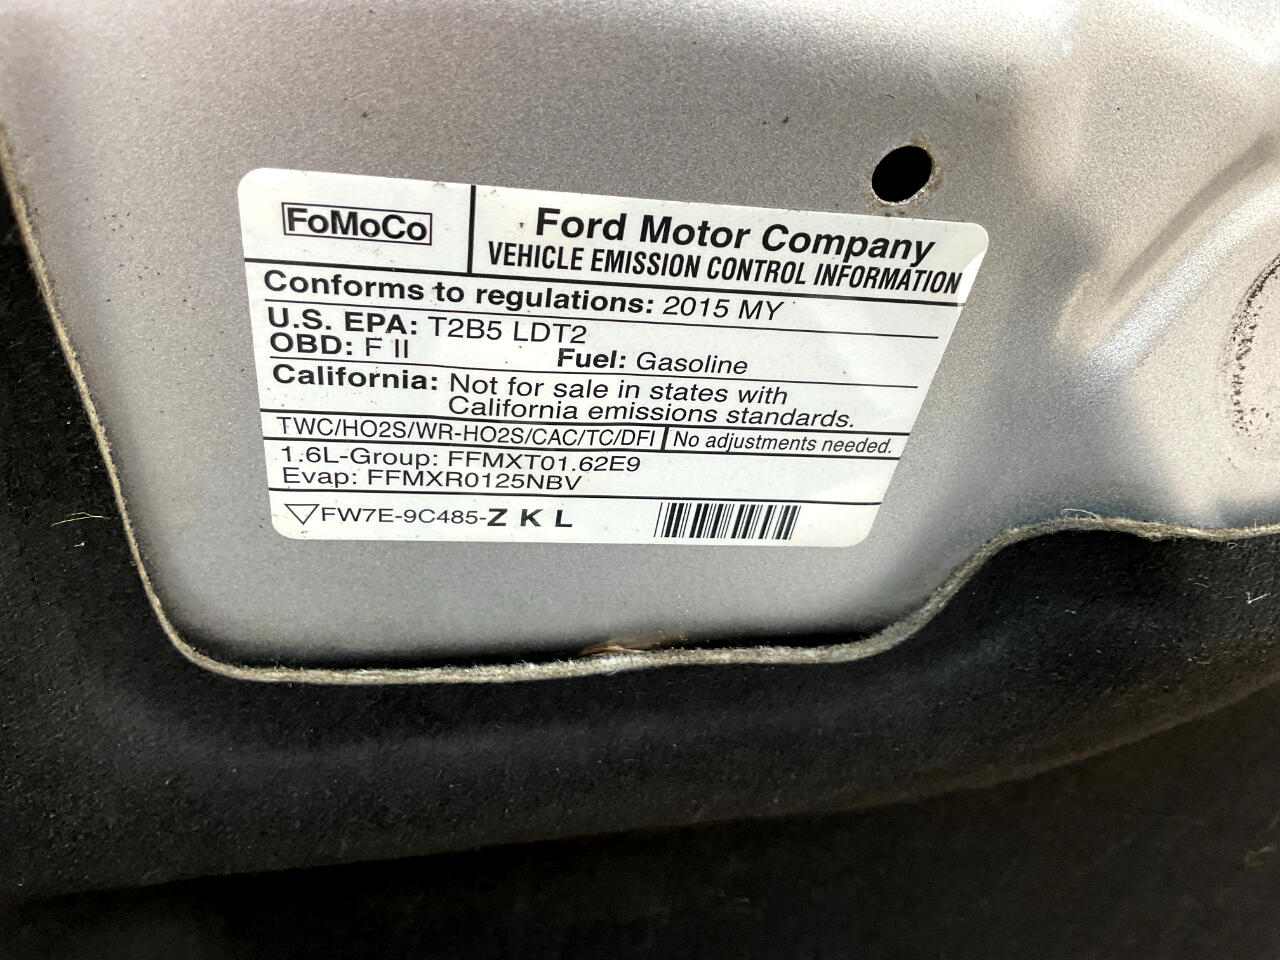 FoMoCo
Ford Motor Company
VEHICLE EMISSION CONTROL INFORMATION
Conforms to regulations: 2015 MY
U.S. EPA: T2B5 LDT2
OBD: F II Fuel: Gasoline
California: Not for sale in states with
California emissions standards.
TWC/HO2S/WR-HO2S/CAC/TC/DFI No adjustments needed.
1.6L-Group: FFMXT01.62E9
Evap: FFMXR0125NBV
FW7E-9C485-Z K L